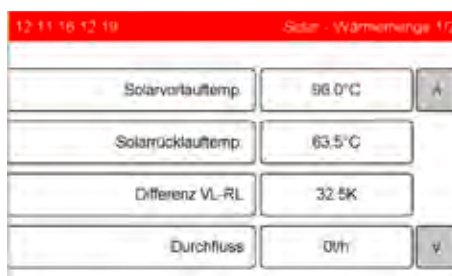 12.11.16 12:19 Solar - Wärmemenge 1/2
Solarvorlauftemp. 96.0°C
Solarrücklauftemp. 63.5°C
Differenz VL-RL 32.5K
Durchfluss 0l/h